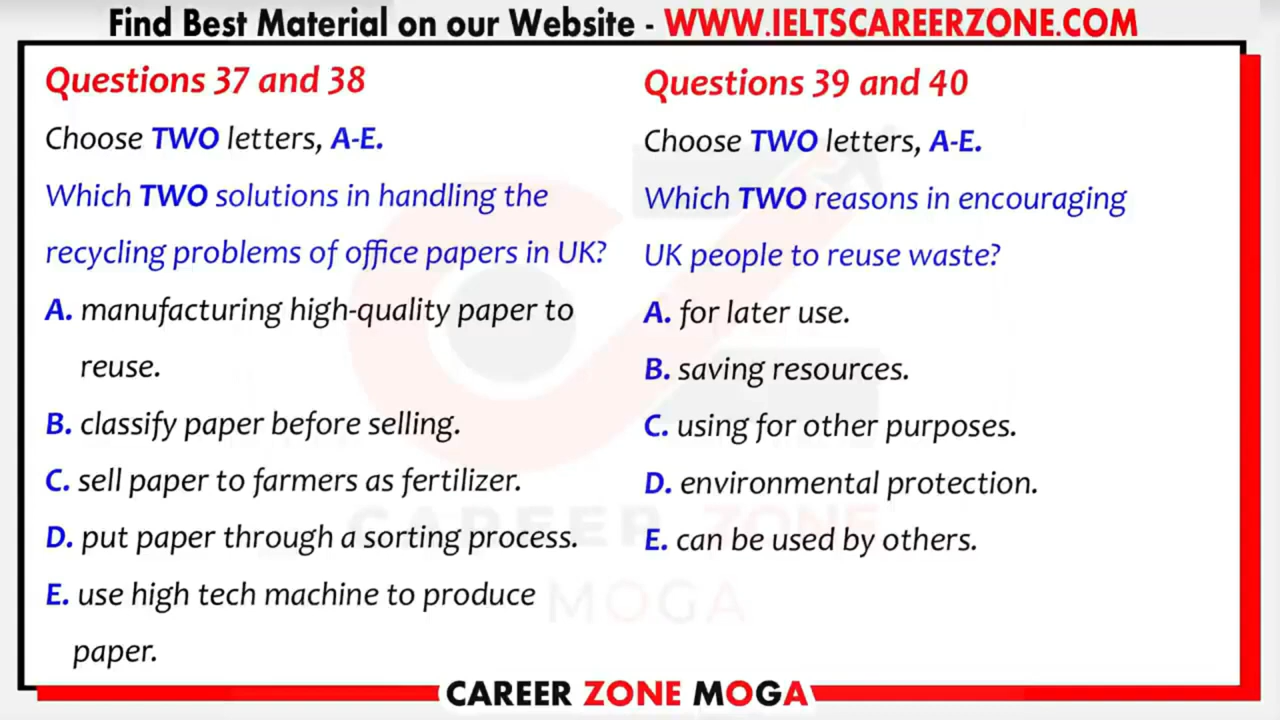 Find Best Material on our Website - WWW.IELTSCAREERZONE.COM
Questions 37 and 38
Choose TWO letters, A-E.
Which TWO solutions in handling the
recycling problems of office papers in UK?
A. manufacturing high-quality paper to
reuse.
B. classify paper before selling.
C. sell paper to farmers as fertilizer.
D. put paper through a sorting process.
E. use high tech machine to produce
paper.
Questions 39 and 40
Choose TWO letters, A-E.
Which TWO reasons in encouraging
UK people to reuse waste?
A. for later use.
B. saving resources.
C. using for other purposes.
D. environmental protection.
E. can be used by others.
CAREER ZONE
MOGA
CAREER ZONE MOGA